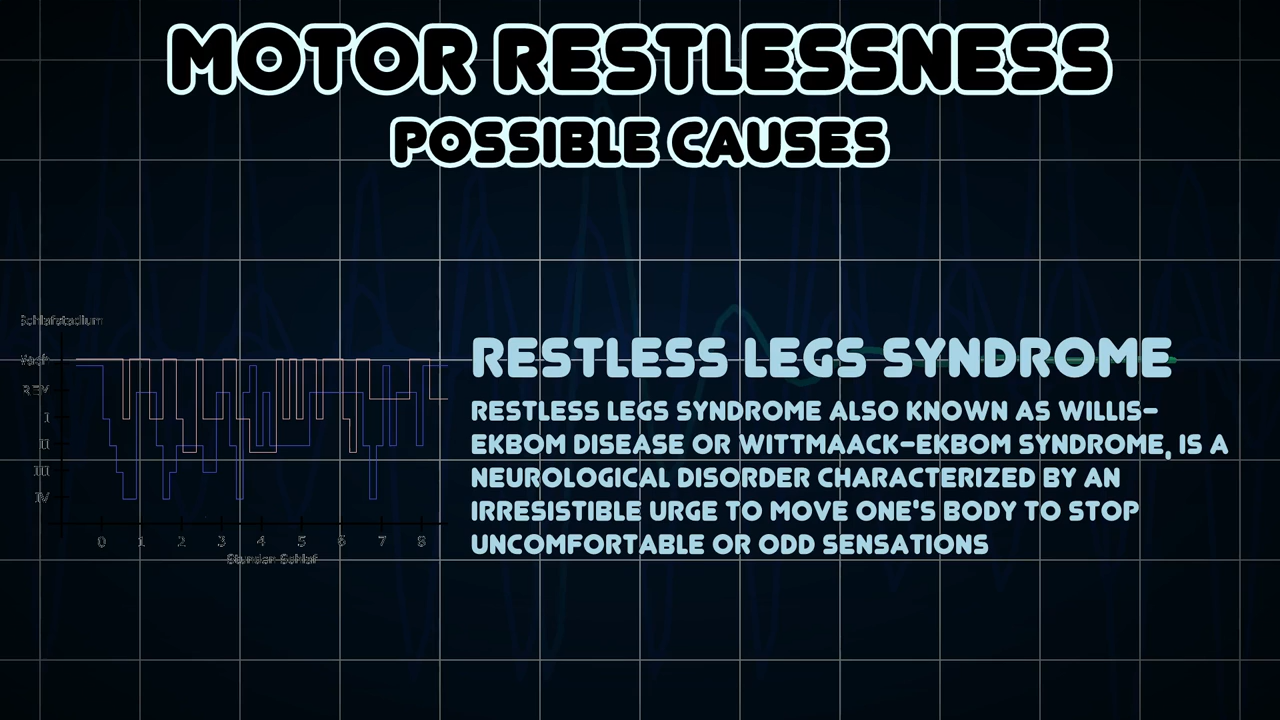 MOTOR RESTLESSNESS
POSSIBLE CAUSES
Schlafstadium
Wach
REM
I
II
III
IV
0 1 2 3 4 5 6 7 8
Stunden Schlaf
RESTLESS LEGS SYNDROME
RESTLESS LEGS SYNDROME ALSO KNOWN AS WILLIS-
EKBOM DISEASE OR WITTMAACK-EKBOM SYNDROME, IS A
NEUROLOGICAL DISORDER CHARACTERIZED BY AN
IRRESISTIBLE URGE TO MOVE ONE'S BODY TO STOP
UNCOMFORTABLE OR ODD SENSATIONS